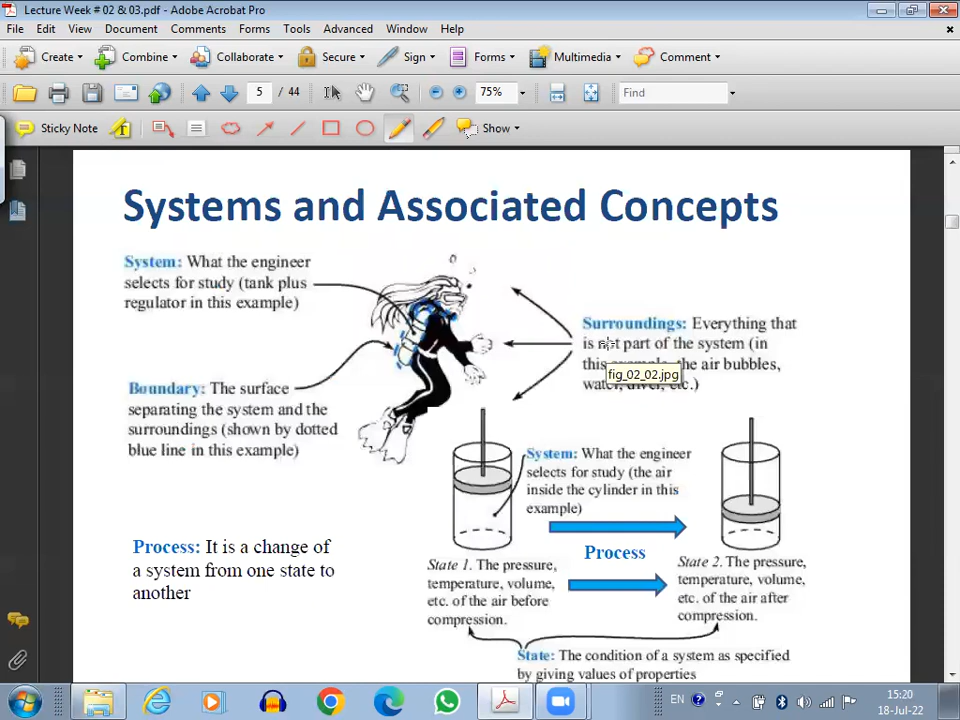 Lecture Week # 02 & 03.pdf - Adobe Acrobat Pro
File Edit View Document Comments Forms Tools Advanced Window Help
Create Combine Collaborate Secure Sign Forms Multimedia Comment
5 / 44 75% Find
Sticky Note Show
Systems and Associated Concepts
System: What the engineer
selects for study (tank plus
regulator in this example)
Surroundings: Everything that
is not part of the system (in
this example, the air bubbles,
water, diver, etc.)
fig_02_02.jpg
Boundary: The surface
separating the system and the
surroundings (shown by dotted
blue line in this example)
System: What the engineer
selects for study (the air
inside the cylinder in this
example)
Process
Process: It is a change of
a system from one state to
another
State 1. The pressure,
temperature, volume,
etc. of the air before
compression.
State 2. The pressure,
temperature, volume,
etc. of the air after
compression.
State: The condition of a system as specified
by giving values of properties
EN
15:20
18-Jul-22